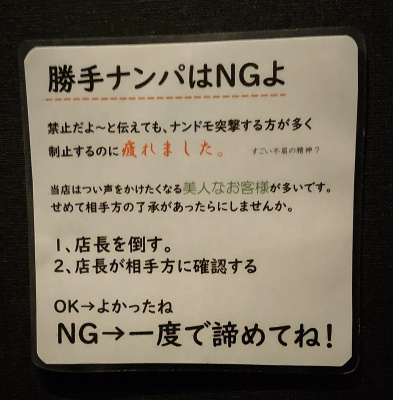 勝手ナンパはNGよ
禁止だよ～と伝えても、ナンドモ突撃する方が多く
制止するのに疲れました。 すごい不屈の精神?
当店はつい声をかけたくなる美人なお客様が多いです。
せめて相手方の了承があったらにしませんか。
1、店長を倒す。
2、店長が相手方に確認する
OK→よかったね
NG→一度で諦めてね!